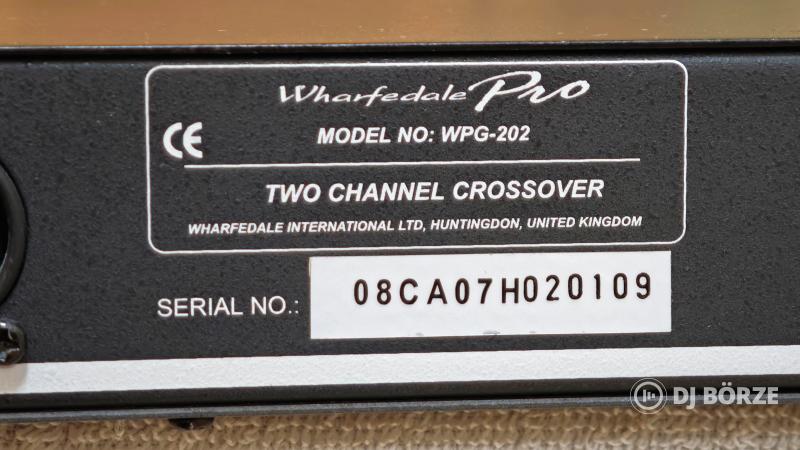 Wharfedale Pro
CE
MODEL NO: WPG-202
TWO CHANNEL CROSSOVER
WHARFEDALE INTERNATIONAL LTD, HUNTINGDON, UNITED KINGDOM
SERIAL NO.: 08CA07H020109
DJ BÖRZE